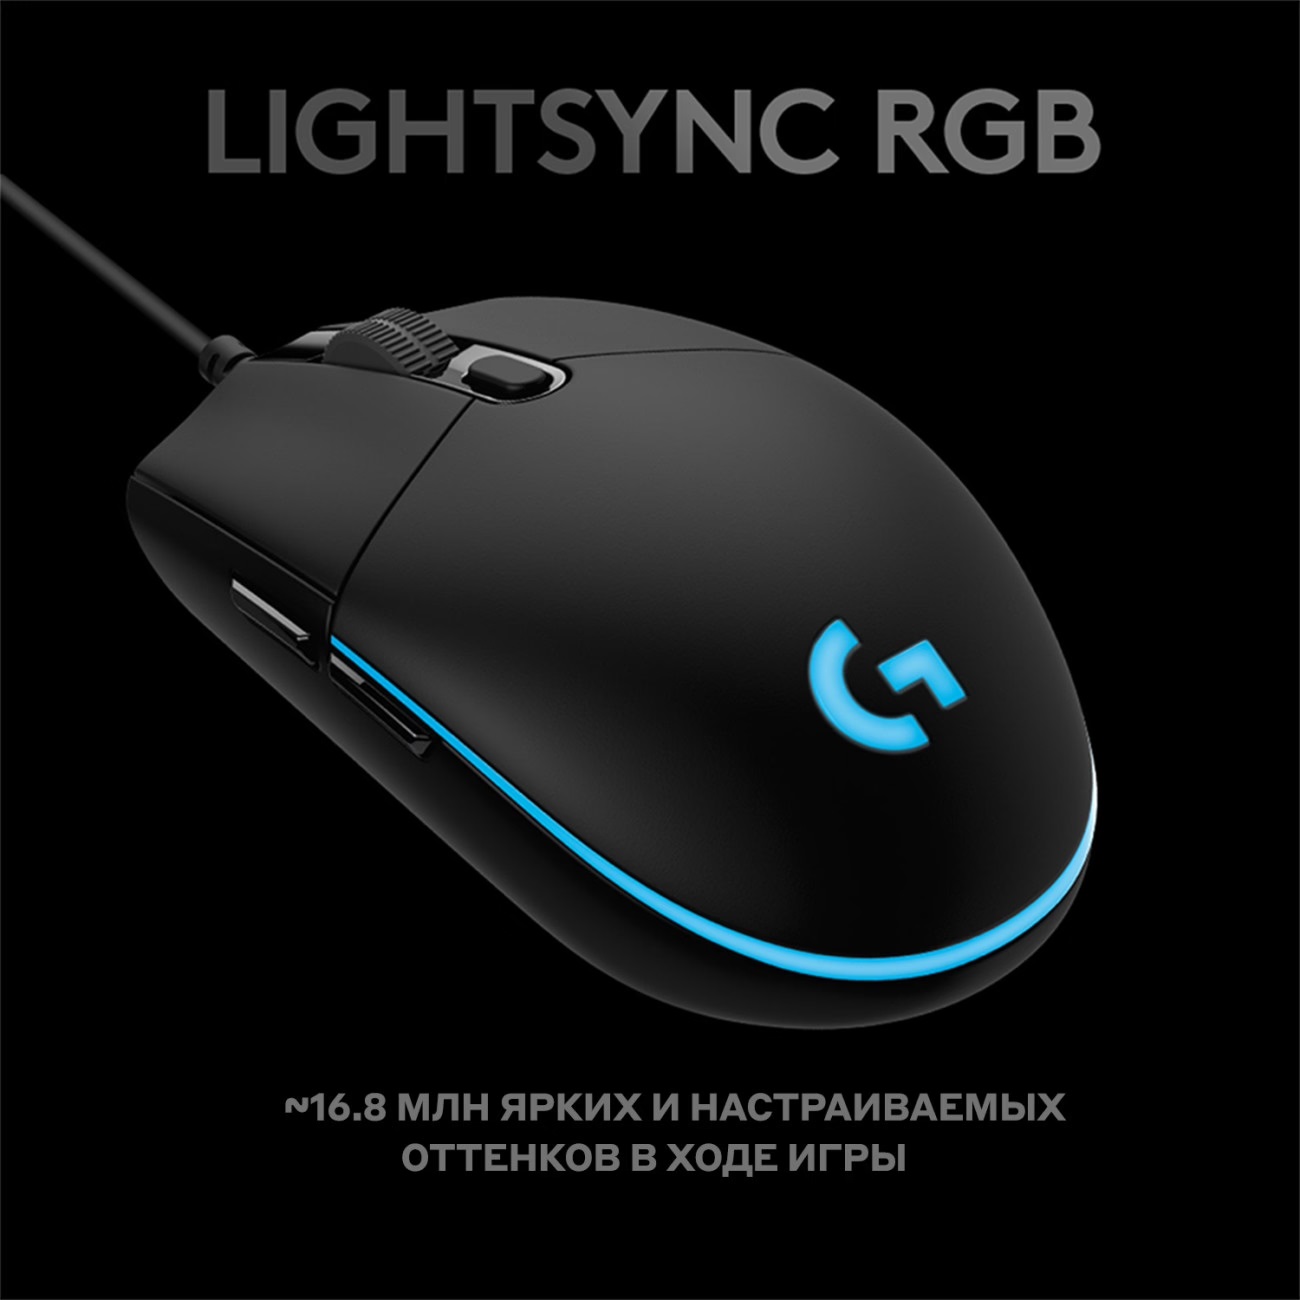 LIGHTSYNC RGB
~16.8 МЛН ЯРКИХ И НАСТРАИВАЕМЫХ
ОТТЕНКОВ В ХОДЕ ИГРЫ